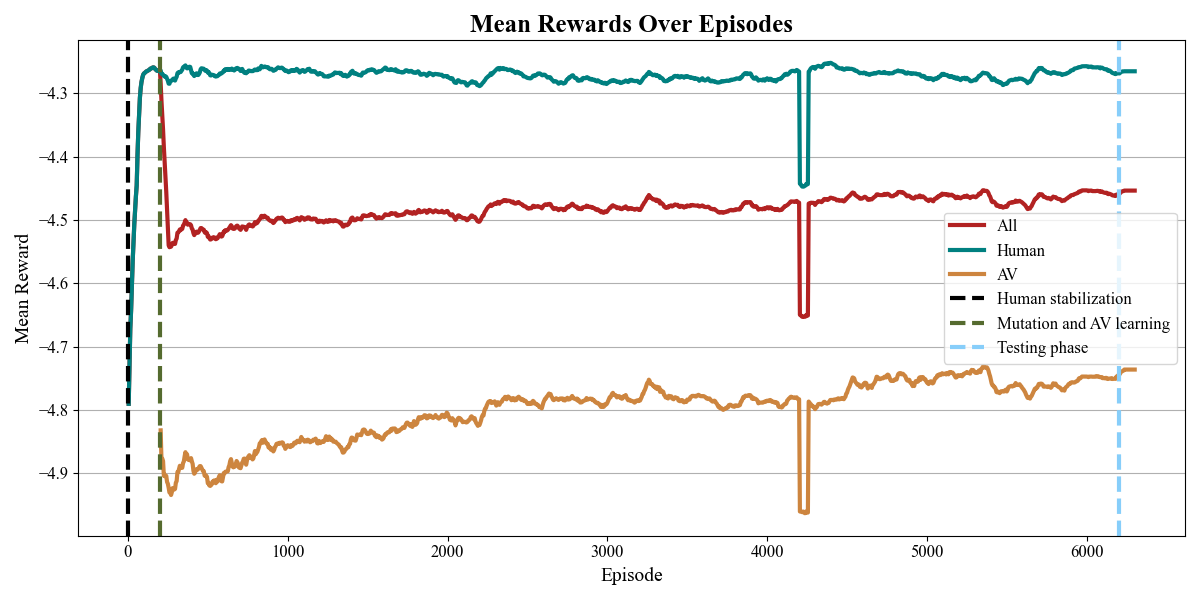 Mean Rewards Over Episodes
Mean Reward
−4.3
−4.4
−4.5
−4.6
−4.7
−4.8
−4.9
All
Human
AV
Human stabilization
Mutation and AV learning
Testing phase
0 1000 2000 3000 4000 5000 6000
Episode